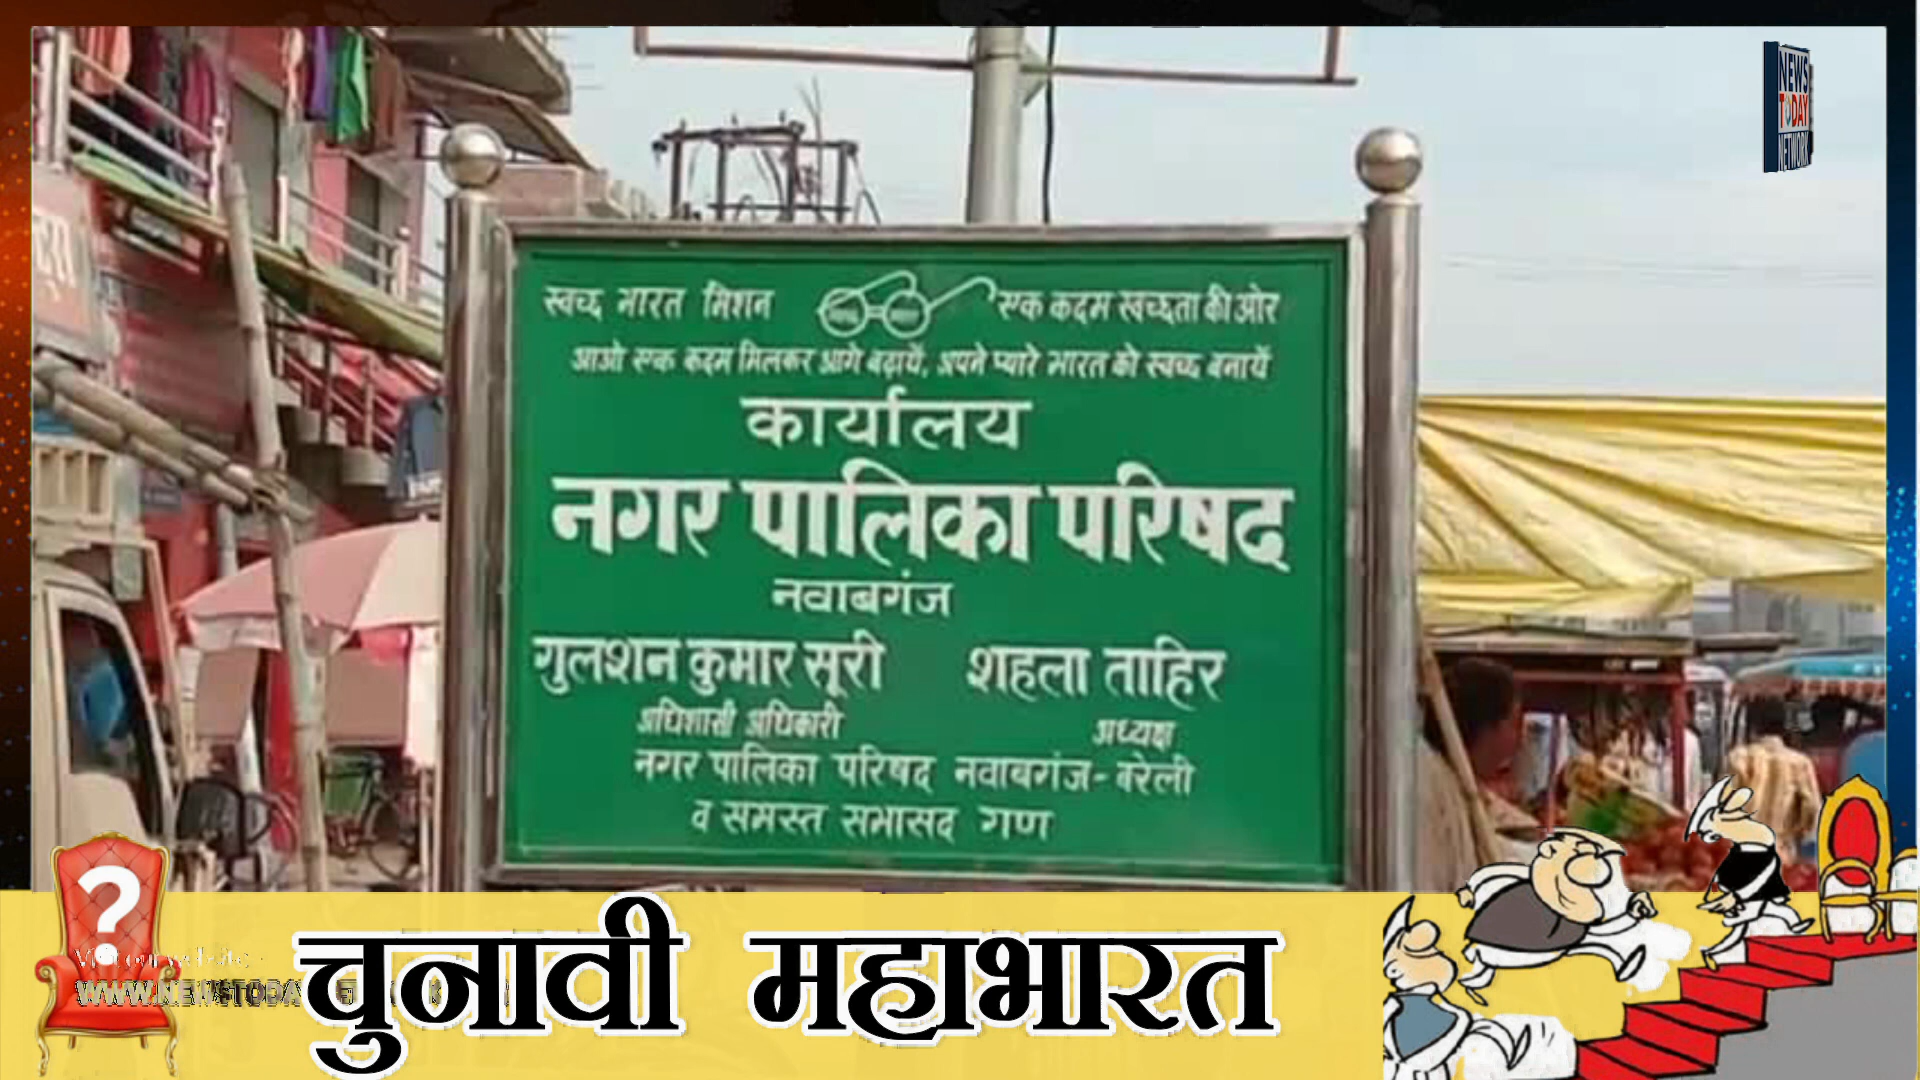 NEWS
TODAY
NETWORK
स्वच्छ भारत मिशन एक कदम स्वच्छता की ओर
आओ एक कदम मिलकर आगे बढ़ायें, अपने प्यारे भारत को स्वच्छ बनायें
कार्यालय
नगर पालिका परिषद
नवाबगंज
गुलशन कुमार सूरी शहला ताहिर
अधिशासी अधिकारी अध्यक्ष
नगर पालिका परिषद नवाबगंज-बरेली
व समस्त सभासद गण
?
चुनावी महाभारत